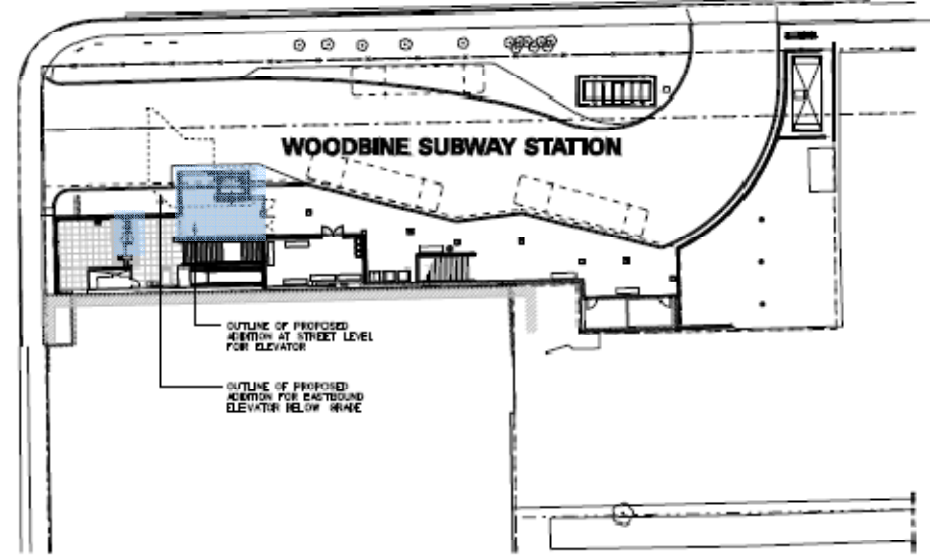 WOODBINE SUBWAY STATION
OUTLINE OF PROPOSED
ADDITION AT STREET LEVEL
FOR ELEVATOR
OUTLINE OF PROPOSED
ADDITION FOR EASTBOUND
ELEVATOR BELOW GRADE